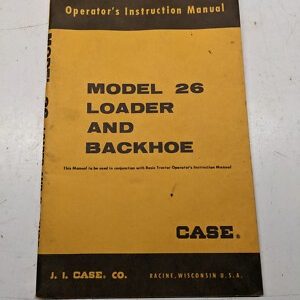 Operator's Instruction Manual
MODEL 26
LOADER
AND
BACKHOE
This Manual to be used in conjunction with Basic Tractor Operator's Instruction Manual
CASE®
J. I. CASE. CO.
RACINE, WISCONSIN U. S. A.